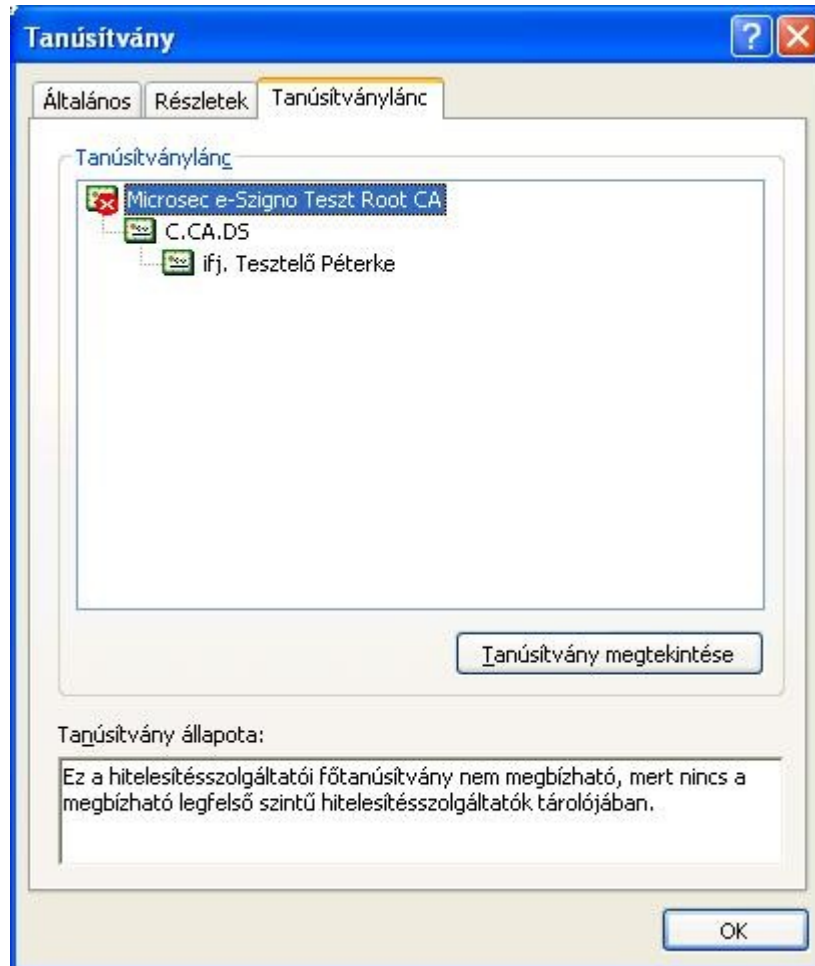 Tanúsítvány
Általános Részletek Tanúsítványlánc
Tanúsítványlánc
Microsec e-Szigno Teszt Root CA
C.CA.DS
ifj. Tesztelő Péterke
Tanúsítvány megtekintése
Tanúsítvány állapota:
Ez a hitelesítésszolgáltatói főtanúsítvány nem megbízható, mert nincs a
megbízható legfelső szintű hitelesítésszolgáltatók tárolójában.
OK